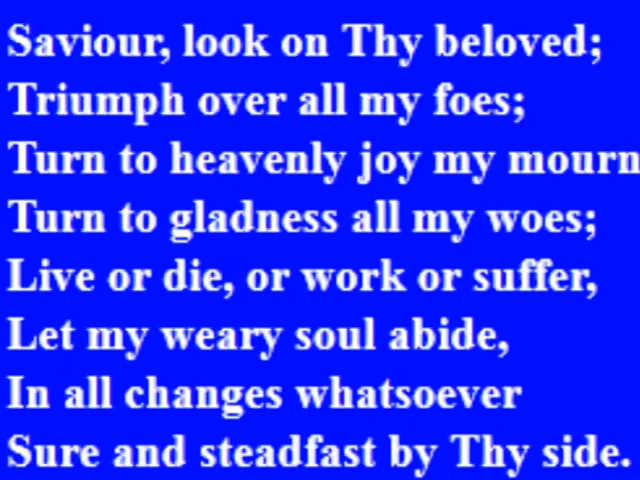 Saviour, look on Thy beloved;
Triumph over all my foes;
Turn to heavenly joy my mourn
Turn to gladness all my woes;
Live or die, or work or suffer,
Let my weary soul abide,
In all changes whatsoever
Sure and steadfast by Thy side.